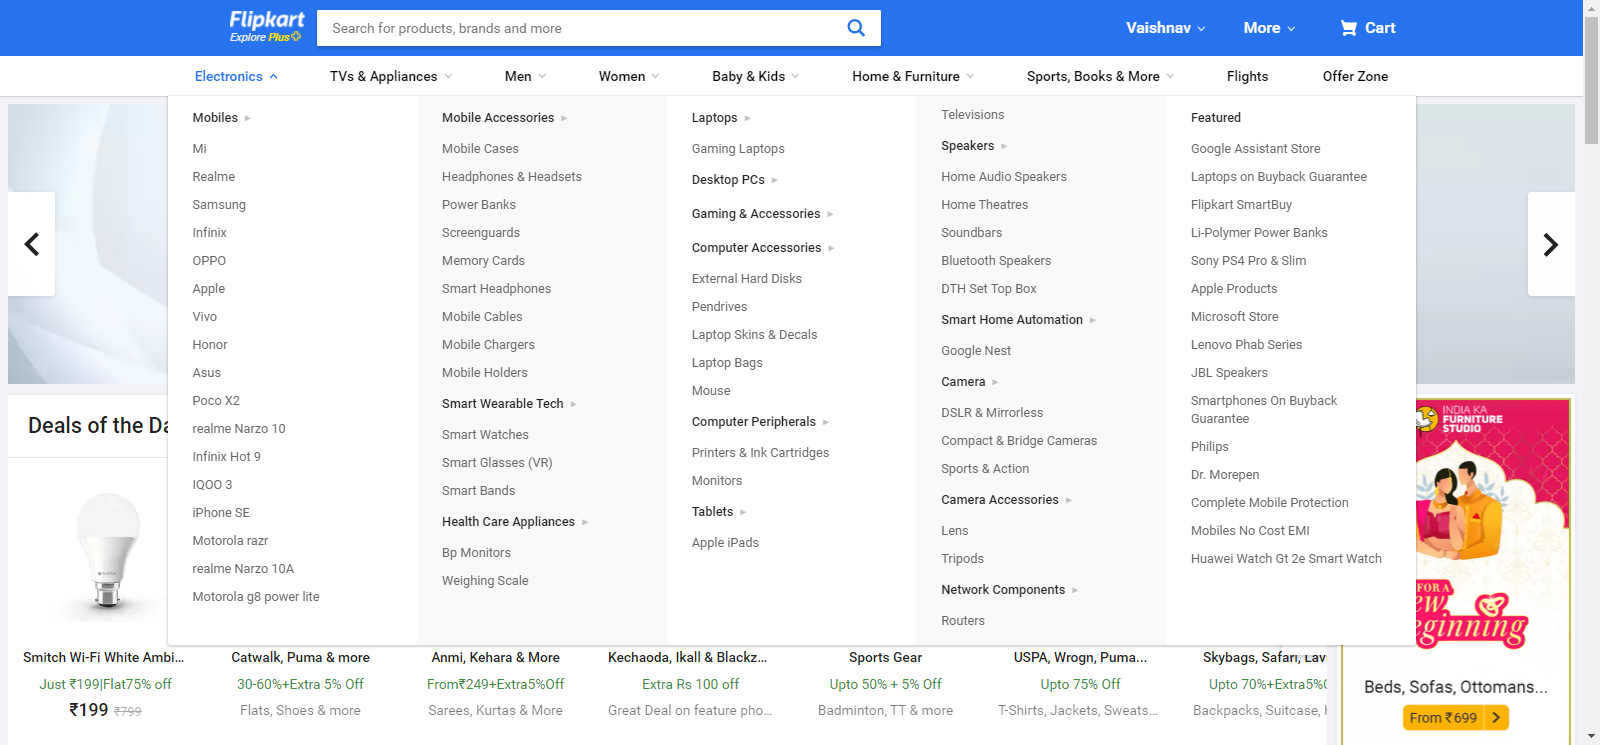 Flipkart
Explore Plus
Search for products, brands and more
Vaishnav
More
Cart
Electronics
TVs & Appliances
Men
Women
Baby & Kids
Home & Furniture
Sports, Books & More
Flights
Offer Zone
Mobiles
Mi
Realme
Samsung
Infinix
OPPO
Apple
Vivo
Honor
Asus
Poco X2
realme Narzo 10
Infinix Hot 9
IQOO 3
iPhone SE
Motorola razr
realme Narzo 10A
Motorola g8 power lite
Mobile Accessories
Mobile Cases
Headphones & Headsets
Power Banks
Screenguards
Memory Cards
Smart Headphones
Mobile Cables
Mobile Chargers
Mobile Holders
Smart Wearable Tech
Smart Watches
Smart Glasses (VR)
Smart Bands
Health Care Appliances
Bp Monitors
Weighing Scale
Laptops
Gaming Laptops
Desktop PCs
Gaming & Accessories
Computer Accessories
External Hard Disks
Pendrives
Laptop Skins & Decals
Laptop Bags
Mouse
Computer Peripherals
Printers & Ink Cartridges
Monitors
Tablets
Apple iPads
Televisions
Speakers
Home Audio Speakers
Home Theatres
Soundbars
Bluetooth Speakers
DTH Set Top Box
Smart Home Automation
Google Nest
Camera
DSLR & Mirrorless
Compact & Bridge Cameras
Sports & Action
Camera Accessories
Lens
Tripods
Network Components
Routers
Featured
Google Assistant Store
Laptops on Buyback Guarantee
Flipkart SmartBuy
Li-Polymer Power Banks
Sony PS4 Pro & Slim
Apple Products
Microsoft Store
Lenovo Phab Series
JBL Speakers
Smartphones On Buyback
Guarantee
Philips
Dr. Morepen
Complete Mobile Protection
Mobiles No Cost EMI
Huawei Watch Gt 2e Smart Watch
Deals of the Da
Smitch Wi-Fi White Ambi...
Just ₹199|Flat75% off
₹199 ₹799
Catwalk, Puma & more
30-60%+Extra 5% Off
Flats, Shoes & more
Anmi, Kehara & More
From₹249+Extra5%Off
Sarees, Kurtas & More
Kechaoda, Ikall & Blackz...
Extra Rs 100 off
Great Deal on feature pho...
Sports Gear
Upto 50% + 5% Off
Badminton, TT & more
USPA, Wrogn, Puma...
Upto 75% Off
T-Shirts, Jackets, Sweats...
Skybags, Safari, Lavi
Upto 70%+Extra5%
Backpacks, Suitcase,
INDIA KA
FURNITURE
STUDIO
FOR A
ew
eginning
Beds, Sofas, Ottomans...
From ₹699